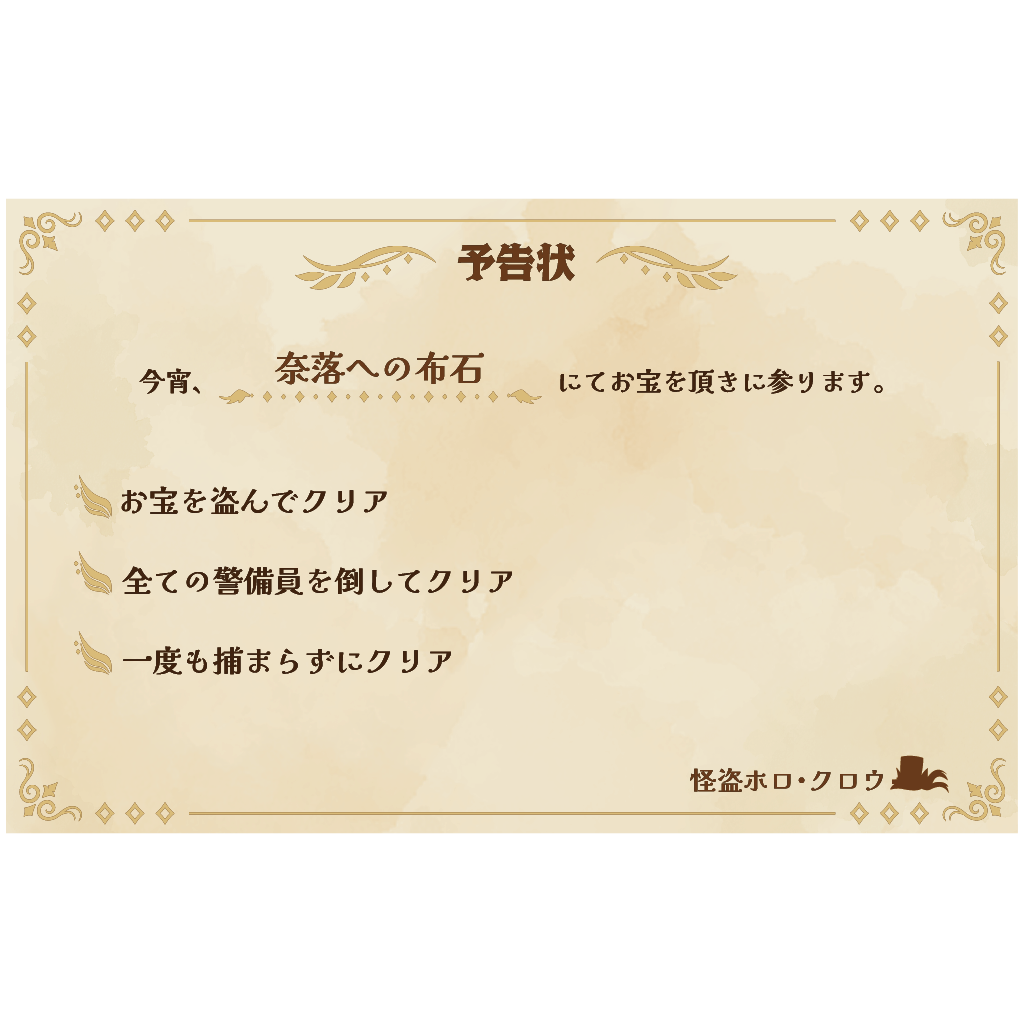 予告状
今宵、 奈落への布石 にてお宝を頂きに参ります。
お宝を盗んでクリア
全ての警備員を倒してクリア
一度も捕まらずにクリア
怪盗ホロ・クロウ